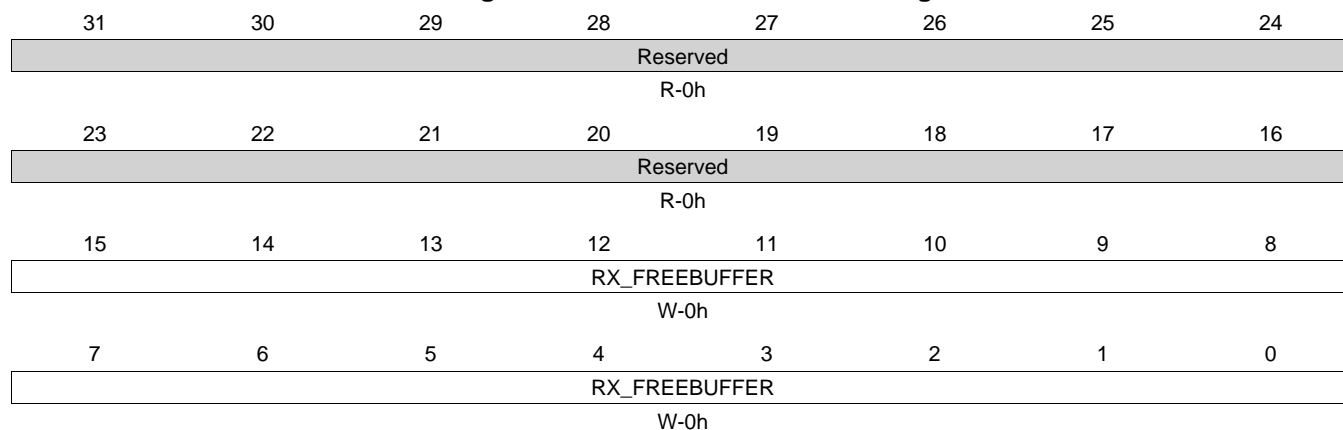 31 30 29 28 27 26 25 24
Reserved
R-0h
23 22 21 20 19 18 17 16
Reserved
R-0h
15 14 13 12 11 10 9 8
RX_FREEBUFFER
W-0h
7 6 5 4 3 2 1 0
RX_FREEBUFFER
W-0h